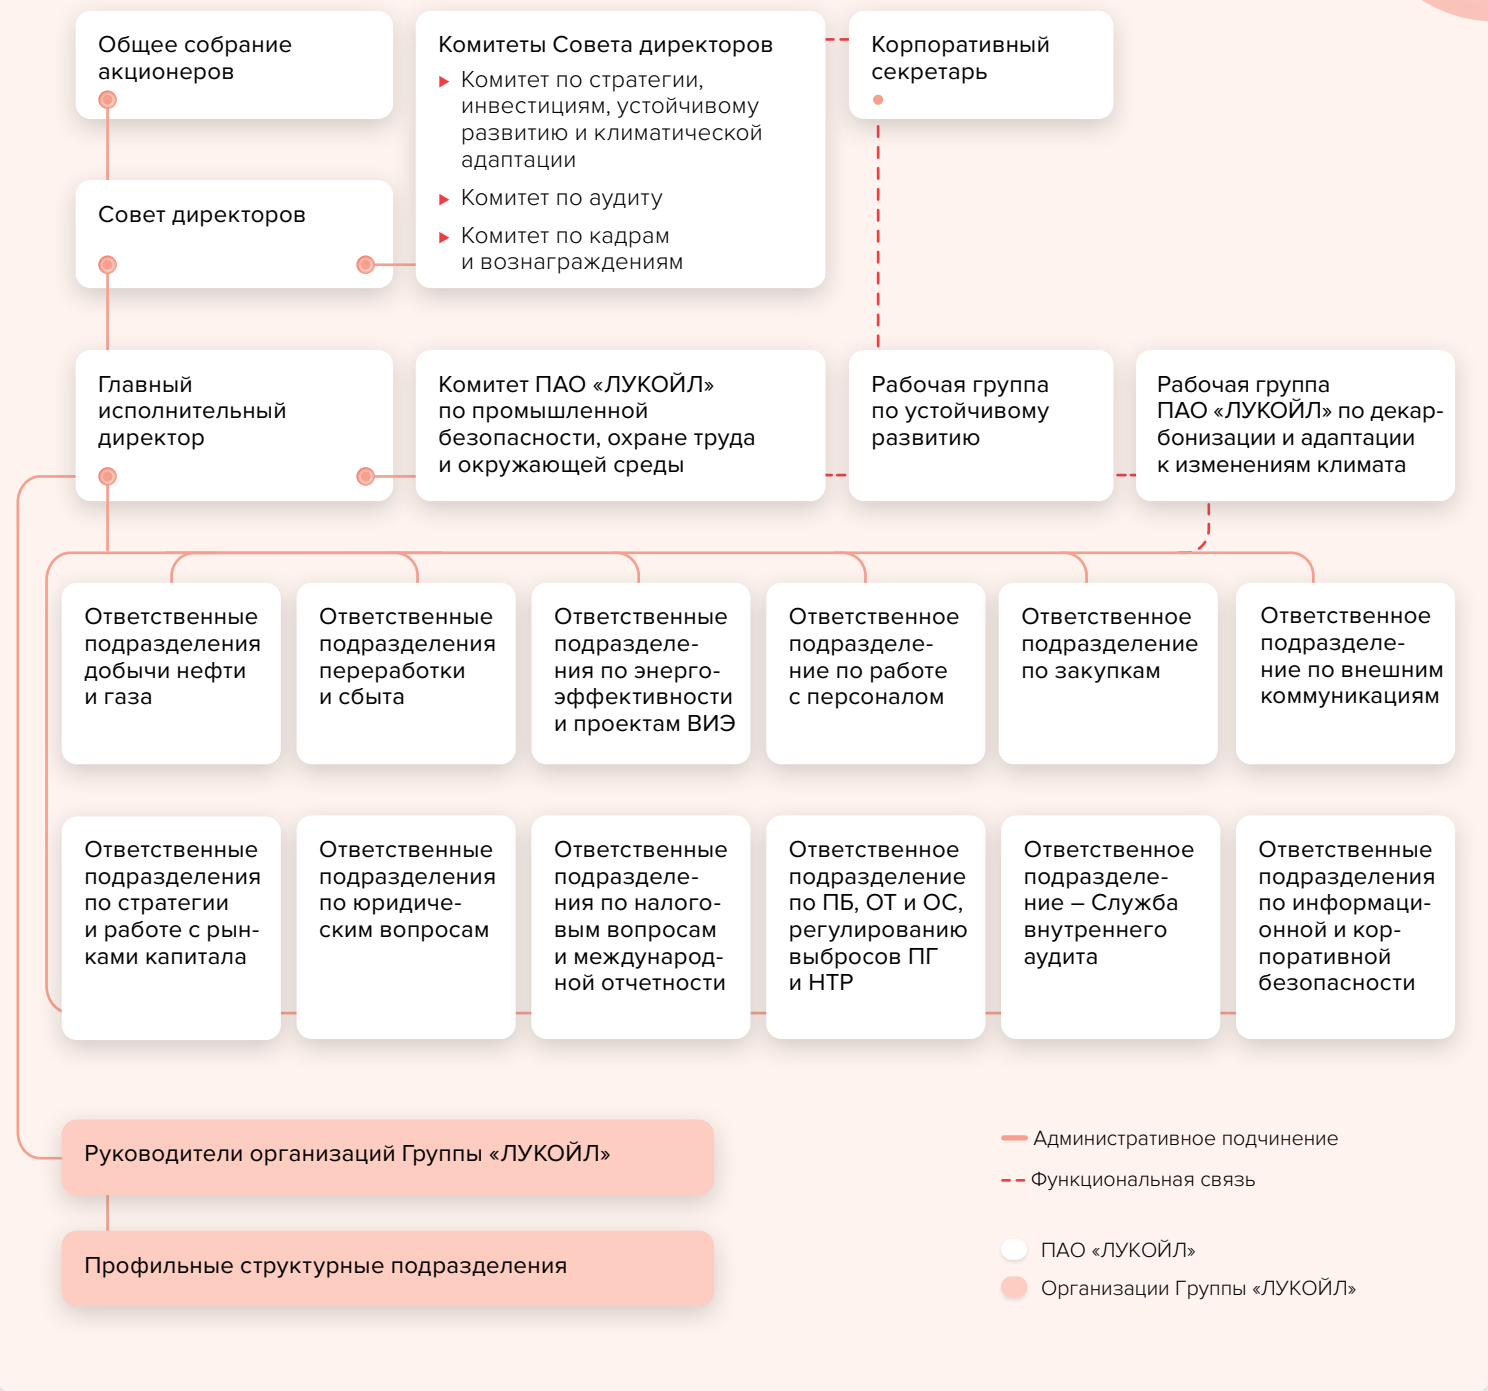 Общее собрание
акционеров
Комитеты Совета директоров
Комитет по стратегии,
инвестициям, устойчивому
развитию и климатической
адаптации
Комитет по аудиту
Комитет по кадрам
и вознаграждениям
Корпоративный
секретарь
Совет директоров
Главный
исполнительный
директор
Комитет ПАО «ЛУКОЙЛ»
по промышленной
безопасности, охране труда
и окружающей среды
Рабочая группа
по устойчивому
развитию
Рабочая группа
ПАО «ЛУКОЙЛ» по декар-
бонизации и адаптации
к изменениям климата
Ответственные
подразделения
добычи нефти
и газа
Ответственные
подразделения
переработки
и сбыта
Ответственные
подразделе-
ния по энерго-
эффективности
и проектам ВИЭ
Ответственное
подразделе-
ние по работе
с персоналом
Ответственное
подразделение
по закупкам
Ответственное
подразделе-
ние по внешним
коммуникациям
Ответственные
подразделения
по стратегии
и работе с рын-
ками капитала
Ответственные
подразделения
по юридиче-
ским вопросам
Ответственные
подразделе-
ния по налого-
вым вопросам
и международ-
ной отчетности
Ответственное
подразделение
по ПБ, ОТ и ОС,
регулированию
выбросов ПГ
и НТР
Ответственное
подразделе-
ние – Служба
внутреннего
аудита
Ответственные
подразделения
по информаци-
онной и кор-
поративной
безопасности
Руководители организаций Группы «ЛУКОЙЛ»
Профильные структурные подразделения
Административное подчинение
Функциональная связь
ПАО «ЛУКОЙЛ»
Организации Группы «ЛУКОЙЛ»